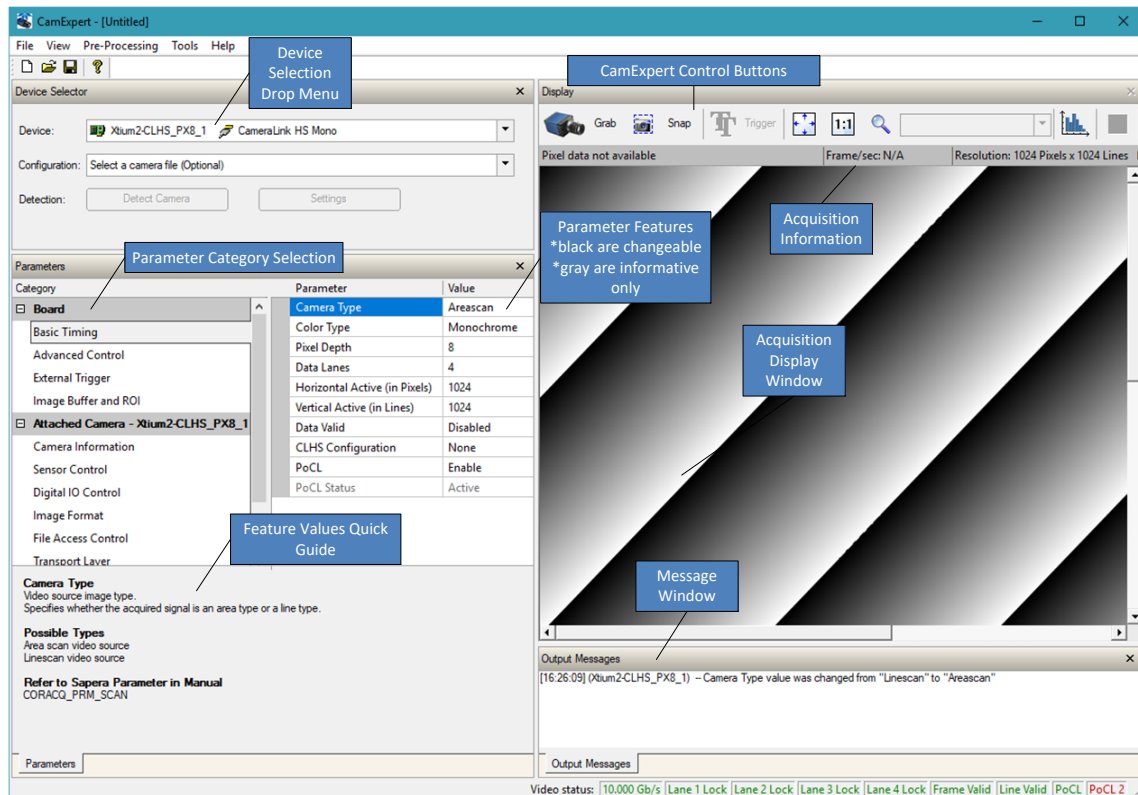 CamExpert - [Untitled]
File View Pre-Processing Tools Help
Device
Selection
Drop Menu
CamExpert Control Buttons
Device Selector
Device:
Xtium2-CLHS_PX8_1 CameraLink HS Mono
Configuration:
Select a camera file (Optional)
Detection:
Detect Camera
Settings
Display
Grab
Snap
Trigger
1:1
Pixel data not available
Frame/sec: N/A
Resolution: 1024 Pixels x 1024 Lines
Parameter Features
*black are changeable
*gray are informative
only
Acquisition
Information
Acquisition
Display
Window
Parameter Category Selection
Parameters
Category
Board
Basic Timing
Advanced Control
External Trigger
Image Buffer and ROI
Attached Camera - Xtium2-CLHS_PX8_1
Camera Information
Sensor Control
Digital IO Control
Image Format
File Access Control
Transport Layer
Parameter Value
Camera Type Areascan
Color Type Monochrome
Pixel Depth 8
Data Lanes 4
Horizontal Active (in Pixels) 1024
Vertical Active (in Lines) 1024
Data Valid Disabled
CLHS Configuration None
PoCL Enable
PoCL Status Active
Feature Values Quick
Guide
Camera Type
Video source image type.
Specifies whether the acquired signal is an area type or a line type.
Possible Types
Area scan video source
Linescan video source
Refer to Sapera Parameter in Manual
CORACQ_PRM_SCAN
Parameters
Message
Window
Output Messages
[16:26:09] (Xtium2-CLHS_PX8_1) -- Camera Type value was changed from "Linescan" to "Areascan"
Output Messages
Video status: 10.000 Gb/s Lane 1 Lock Lane 2 Lock Lane 3 Lock Lane 4 Lock Frame Valid Line Valid PoCL PoCL 2